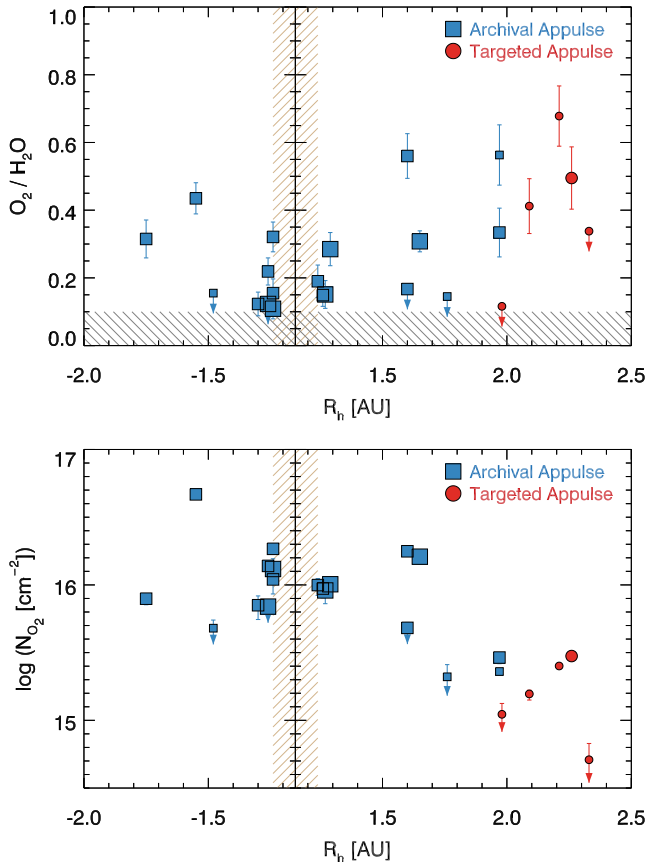 1.0
0.8
0.6
0.4
0.2
0.0
O₂ / H₂O
Archival Appulse
Targeted Appulse
-2.0 -1.5 1.5 2.0 2.5
Rₕ [AU]
17
16
15
log (N_O₂ [cm⁻²])
Archival Appulse
Targeted Appulse
-2.0 -1.5 1.5 2.0 2.5
Rₕ [AU]